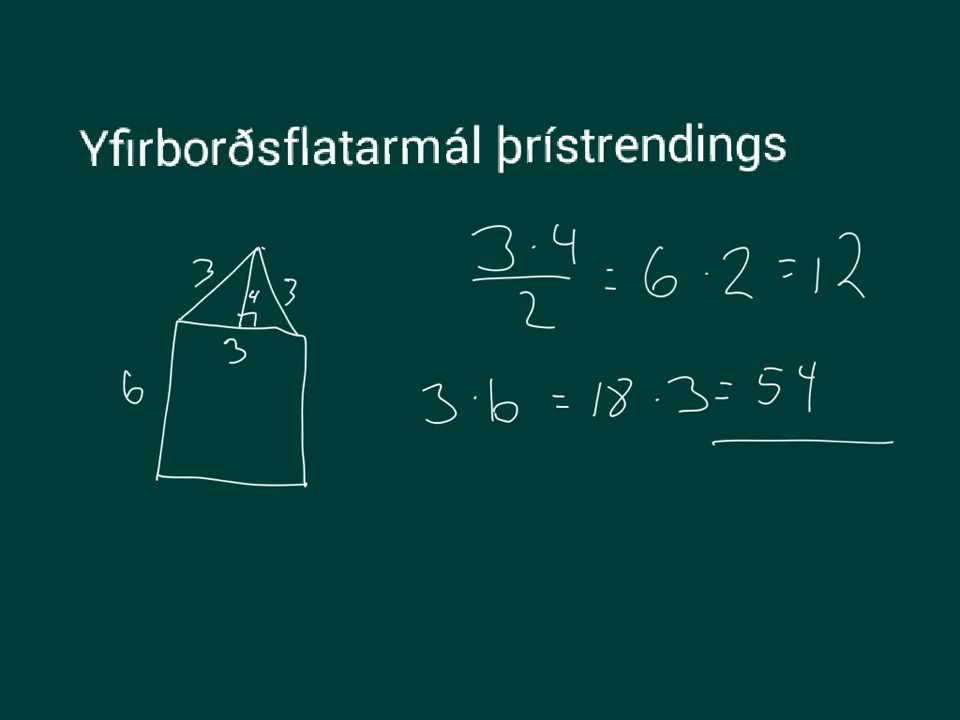 Yfirborðsflatarmál þrístrendings
3 4 3
3
6
3 · 4 / 2 = 6 · 2 = 12
3 · 6 = 18 · 3 = 54